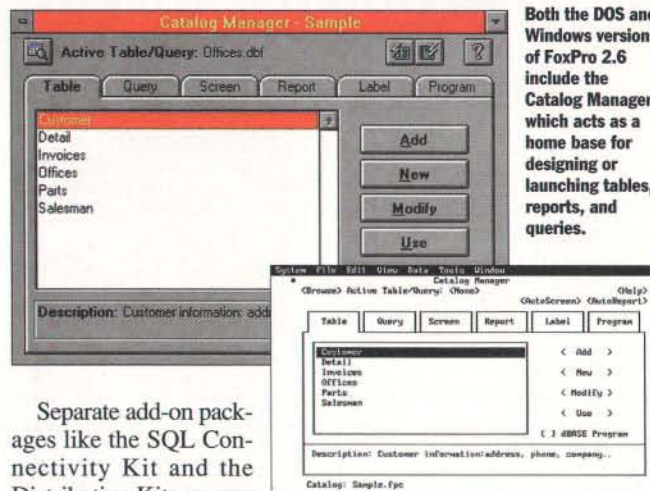 Catalog Manager - Sample
Active Table/Query: Offices.dbf
?
Table Query Screen Report Label Program
Customer
Detail
Invoices
Offices
Parts
Salesman
Add
New
Modify
Use
Description: Customer information: addr
Both the DOS and
Windows version
of FoxPro 2.6
include the
Catalog Manager
which acts as a
home base for
designing or
launching tables,
reports, and
queries.
System File Edit View Data Tools Window
Catalog Manager
<Browse> Active Table/Query: (None) <Help>
<AutoScreen> <AutoReport>
Table Query Screen Report Label Program
Customer
Detail
Invoices
Offices
Parts
Salesman
< Add >
< New >
< Modify >
< Use >
[ ] dBASE Program
Description: Customer information:address, phone, company..
Catalog: Sample.fpc
Separate add-on pack-
ages like the SQL Con-
nectivity Kit and the